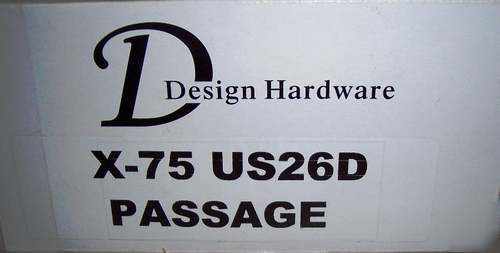 D
Design Hardware
X-75 US26D
PASSAGE